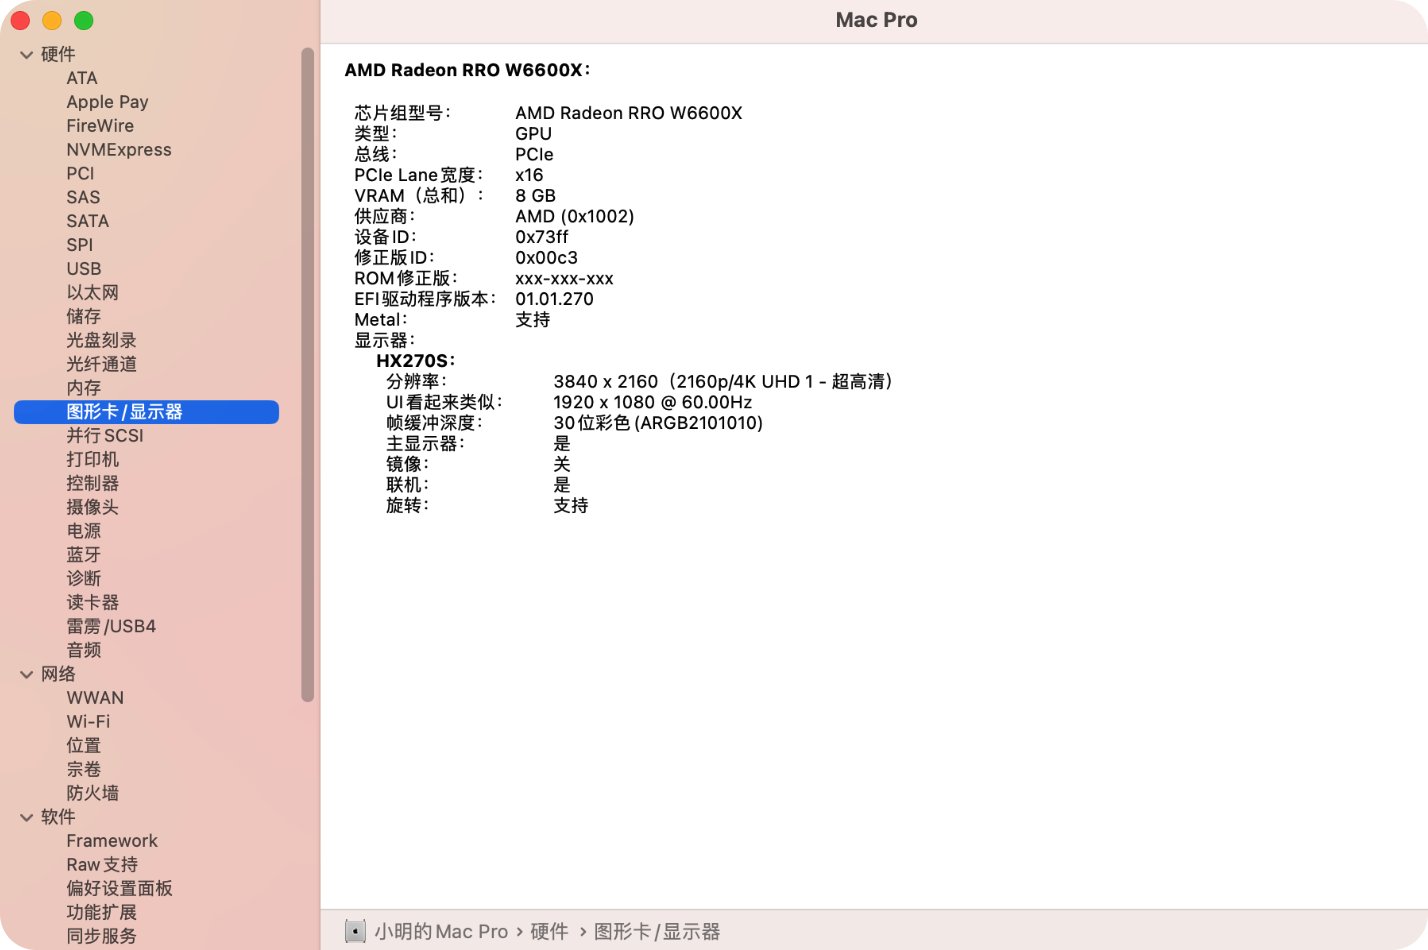 Mac Pro
硬件
ATA
Apple Pay
FireWire
NVMExpress
PCI
SAS
SATA
SPI
USB
以太网
储存
光盘刻录
光纤通道
内存
图形卡/显示器
并行SCSI
打印机
控制器
摄像头
电源
蓝牙
诊断
读卡器
雷雳/USB4
音频
网络
WWAN
Wi-Fi
位置
宗卷
防火墙
软件
Framework
Raw支持
偏好设置面板
功能扩展
同步服务
AMD Radeon RRO W6600X：
芯片组型号： AMD Radeon RRO W6600X
类型： GPU
总线： PCIe
PCIe Lane宽度： x16
VRAM（总和）： 8 GB
供应商： AMD (0x1002)
设备ID： 0x73ff
修正版ID： 0x00c3
ROM修正版： xxx-xxx-xxx
EFI驱动程序版本： 01.01.270
Metal： 支持
显示器：
HX270S：
分辨率： 3840 x 2160（2160p/4K UHD 1 - 超高清）
UI看起来类似： 1920 x 1080 @ 60.00Hz
帧缓冲深度： 30位彩色(ARGB2101010)
主显示器： 是
镜像： 关
联机： 是
旋转： 支持
小明的Mac Pro › 硬件 › 图形卡/显示器